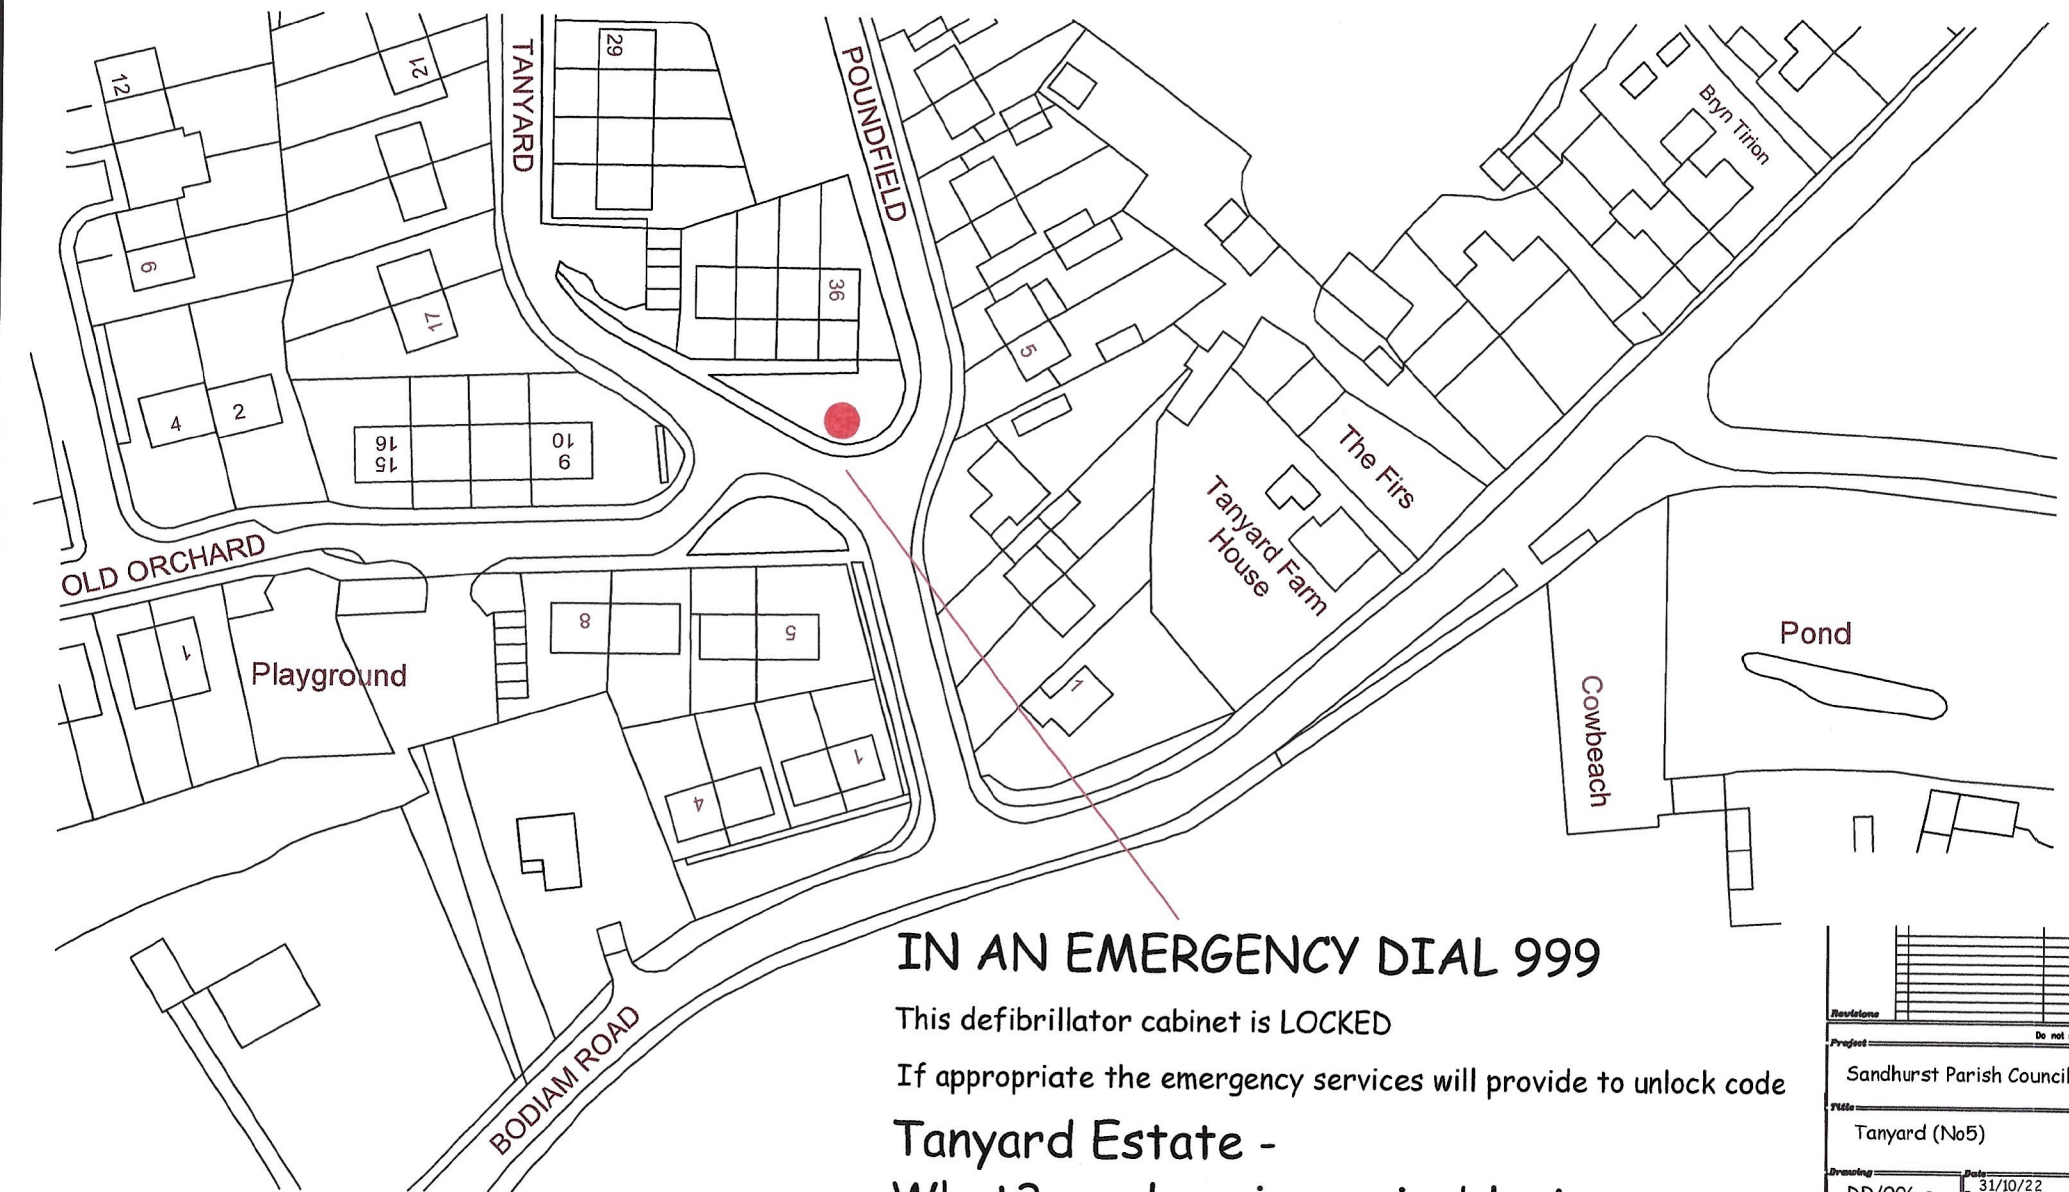 12
21
TANYARD
29
POUNDFIELD
Bryn Tirion
6
17
36
5
4
2
16
15
10
9
The Firs
Tanyard Farm
House
OLD ORCHARD
1
Playground
8
5
Pond
1
Cowbeach
4
1
BODIAM ROAD
IN AN EMERGENCY DIAL 999
This defibrillator cabinet is LOCKED
If appropriate the emergency services will provide to unlock code
Tanyard Estate -
Revisions
Do not
Project
Sandhurst Parish Council
Title
Tanyard (No5)
Drawing
Date
31/10/22